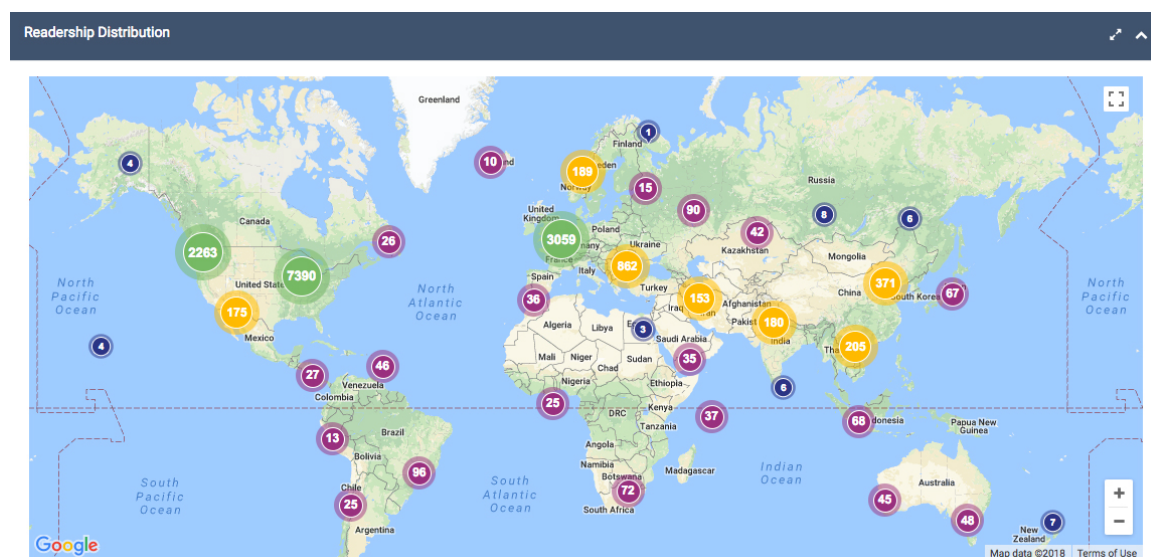 Readership Distribution
Greenland
1
Finland
4
10
nd
189
eden
Norway
15
Russia
United
Kingdom
90
8
6
Canada
26
2263
3059
Poland
many
France
Ukraine
42
Kazakhstan
Mongolia
7390
862
Italy
Spain
North
Pacific
Ocean
United States
North
Atlantic
Ocean
36
Turkey
153
Afghanistan
371
China
South Korea
67
North
Pacific
Ocean
175
Mexico
Algeria
Libya
3
Iraq
Pakist
180
India
4
Saudi Arabia
35
Tha
205
Mali
Niger
Chad
Sudan
27
46
Venezuela
Colombia
Nigeria
Ethiopia
6
25
DRC
Kenya
Tanzania
37
68
donesia
Papua New
Guinea
13
Brazil
Bolivia
Angola
Namibia
Botswana
Madagascar
Indian
Ocean
96
72
South Africa
South
Pacific
Ocean
Chile
25
Argentina
South
Atlantic
Ocean
Australia
45
48
7
New
Zealand
+
−
Google
Map data ©2018 Terms of Use